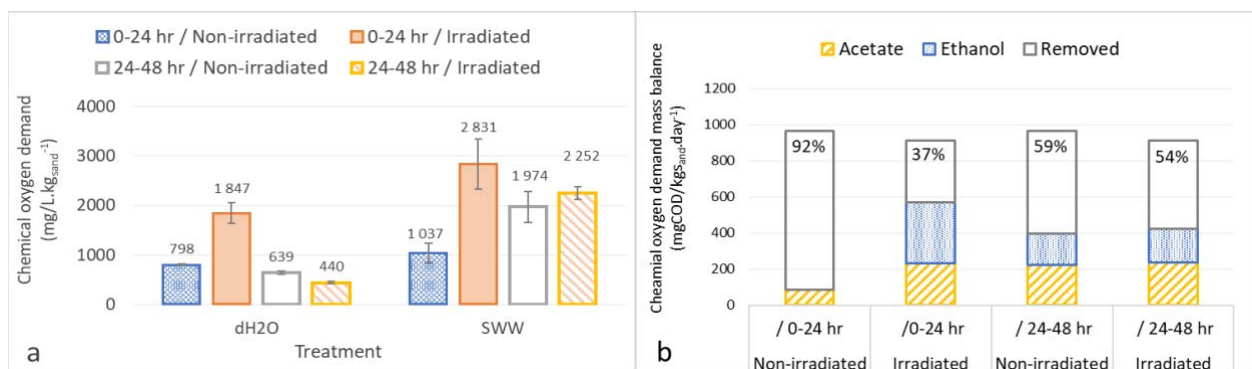 0-24 hr / Non-irradiated
0-24 hr / Irradiated
24-48 hr / Non-irradiated
24-48 hr / Irradiated
Chemical oxygen demand
(mg/L.kgsand⁻¹)
4000
3000
2000
1000
0
798
1 847
639
440
1 037
2 831
1 974
2 252
dH2O
SWW
Treatment
a
Acetate
Ethanol
Removed
Cheamial oxygen demand mass balance
(mgCOD/kgsand.day⁻¹)
1200
1000
800
600
400
200
0
92%
37%
59%
54%
/ 0-24 hr
/0-24 hr
/ 24-48 hr
/ 24-48 hr
Non-irradiated
Irradiated
Non-irradiated
Irradiated
b